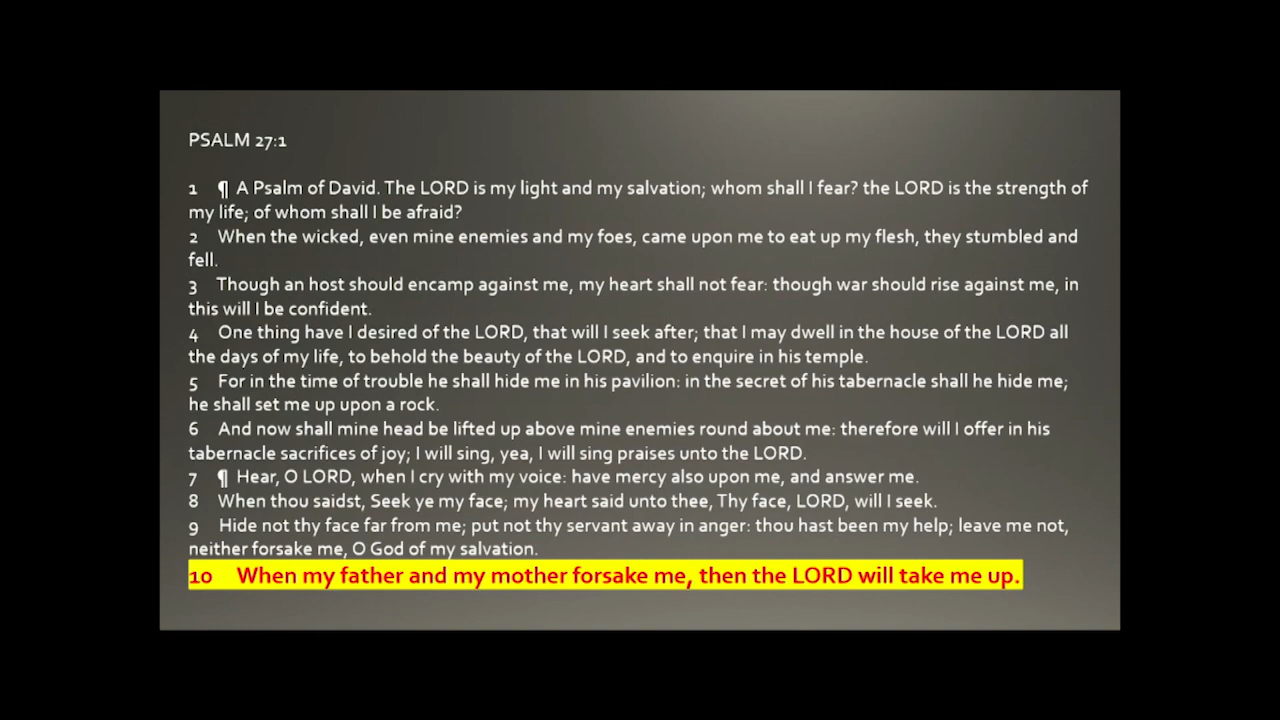 PSALM 27:1
1 ¶ A Psalm of David. The LORD is my light and my salvation; whom shall I fear? the LORD is the strength of
my life; of whom shall I be afraid?
2 When the wicked, even mine enemies and my foes, came upon me to eat up my flesh, they stumbled and
fell.
3 Though an host should encamp against me, my heart shall not fear: though war should rise against me, in
this will I be confident.
4 One thing have I desired of the LORD, that will I seek after; that I may dwell in the house of the LORD all
the days of my life, to behold the beauty of the LORD, and to enquire in his temple.
5 For in the time of trouble he shall hide me in his pavilion: in the secret of his tabernacle shall he hide me;
he shall set me up upon a rock.
6 And now shall mine head be lifted up above mine enemies round about me: therefore will I offer in his
tabernacle sacrifices of joy; I will sing, yea, I will sing praises unto the LORD.
7 ¶ Hear, O LORD, when I cry with my voice: have mercy also upon me, and answer me.
8 When thou saidst, Seek ye my face; my heart said unto thee, Thy face, LORD, will I seek.
9 Hide not thy face far from me; put not thy servant away in anger: thou hast been my help; leave me not,
neither forsake me, O God of my salvation.
10 When my father and my mother forsake me, then the LORD will take me up.